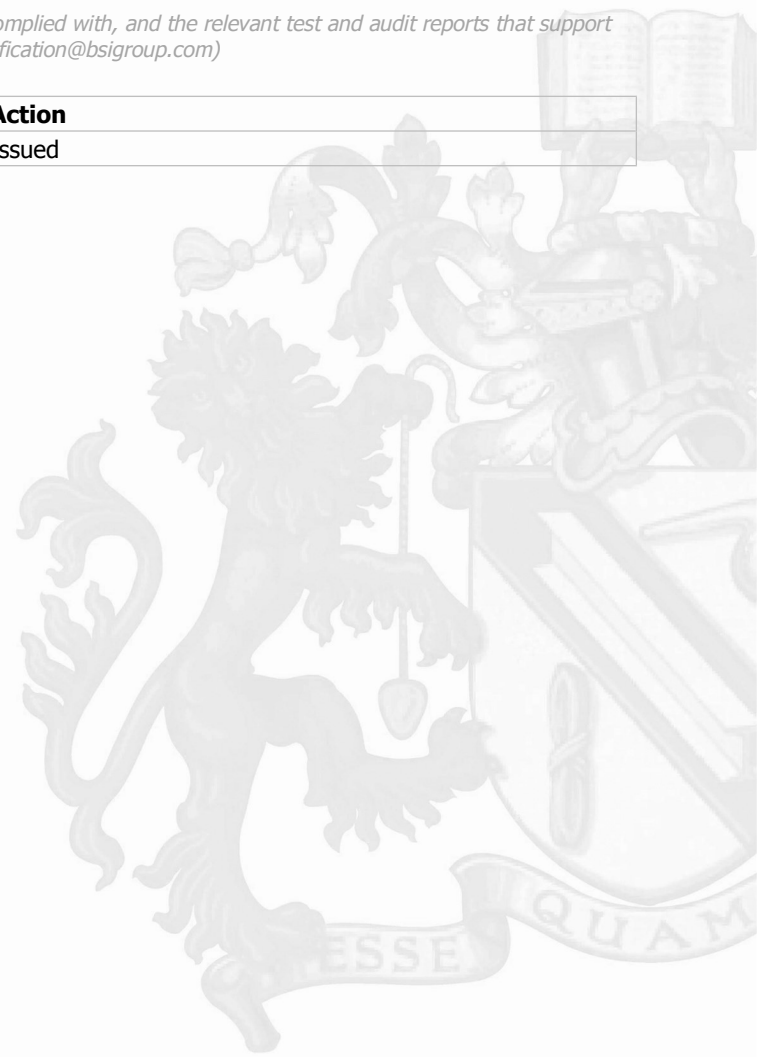 omplied with, and the relevant test and audit reports that support
fication@bsigroup.com)
Action
ssued
ESSE QUAM